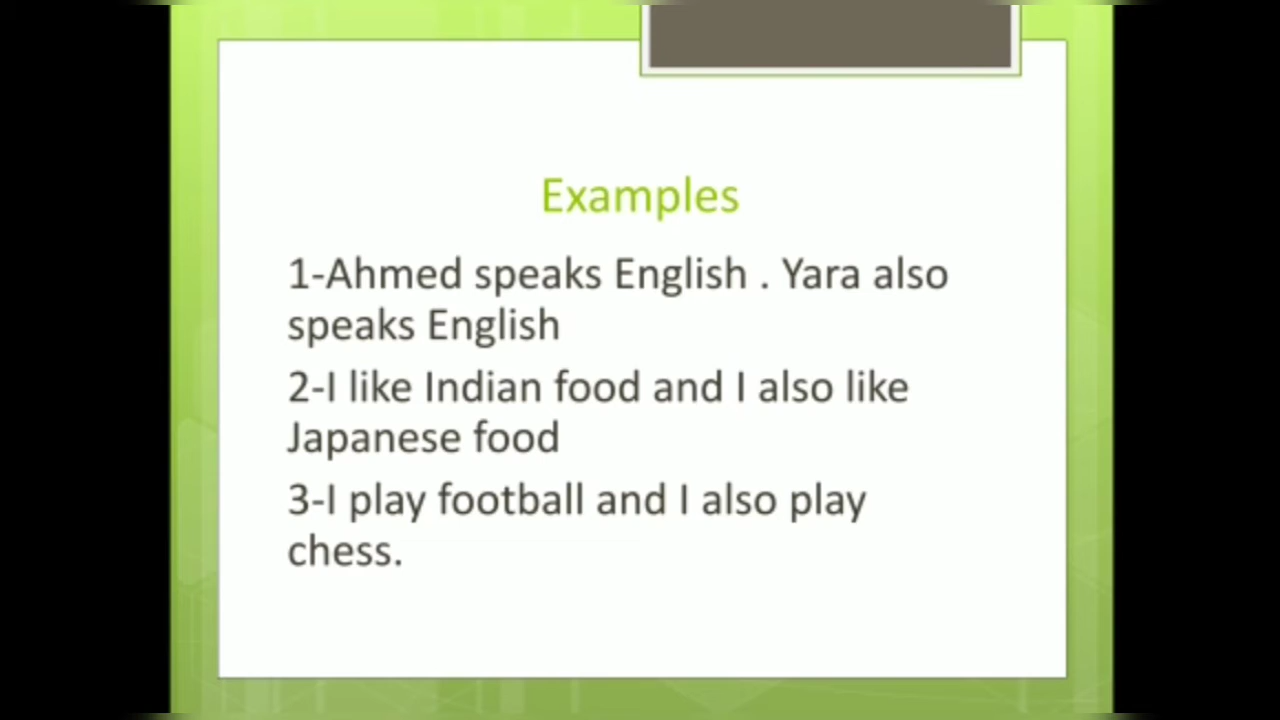 Examples
1-Ahmed speaks English . Yara also
speaks English
2-I like Indian food and I also like
Japanese food
3-I play football and I also play
chess.